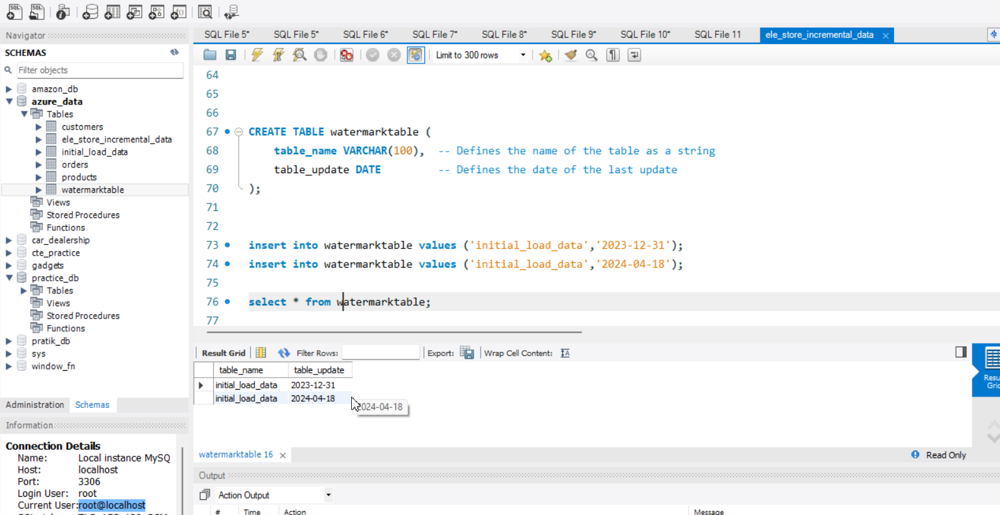 Navigator
SCHEMAS
Filter objects
amazon_db
azure_data
Tables
customers
ele_store_incremental_data
initial_load_data
orders
products
watermarktable
Views
Stored Procedures
Functions
car_dealership
cte_practice
gadgets
practice_db
Tables
Views
Stored Procedures
Functions
pratik_db
sys
window_fn
Administration Schemas
Information
Connection Details
Name: Local instance MySQ
Host: localhost
Port: 3306
Login User: root
Current User: root@localhost
SQL File 5* SQL File 5* SQL File 6* SQL File 7* SQL File 8* SQL File 9* SQL File 10* SQL File 11 ele_store_incremental_data
Limit to 300 rows
64
65
66
67 CREATE TABLE watermarktable (
68 table_name VARCHAR(100), -- Defines the name of the table as a string
69 table_update DATE -- Defines the date of the last update
70 );
71
72
73 insert into watermarktable values ('initial_load_data','2023-12-31');
74 insert into watermarktable values ('initial_load_data','2024-04-18');
75
76 select * from watermarktable;
77
Result Grid Filter Rows: Export: Wrap Cell Content:
table_name table_update
initial_load_data 2023-12-31
initial_load_data 2024-04-18
2024-04-18
Resu
Grid
watermarktable 16
Read Only
Output
Action Output
# Time Action Message